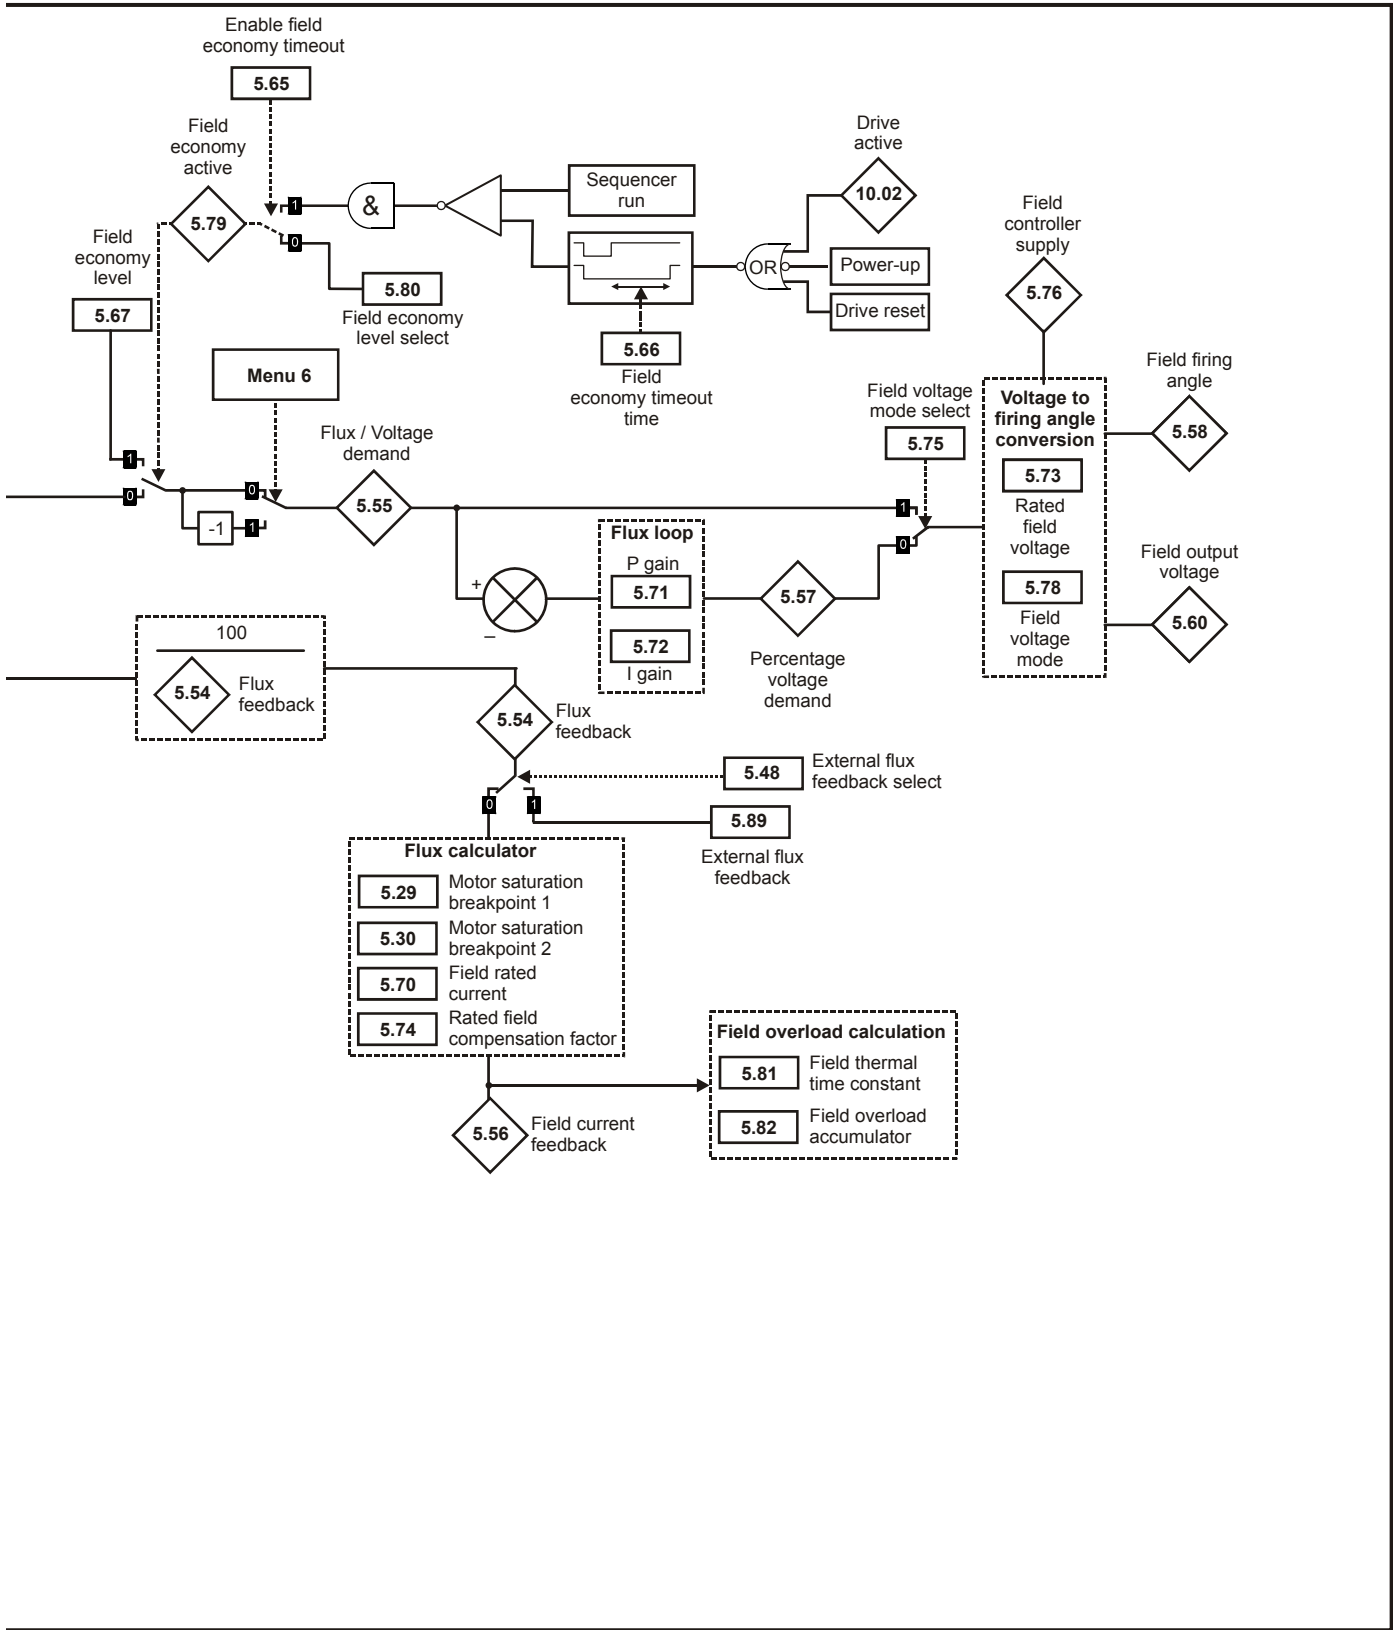 Enable field
economy timeout
5.65
Field
economy
active
5.79
1
0
&
Sequencer
run
Drive
active
10.02
OR
Power-up
Drive reset
5.80
Field economy
level select
5.66
Field
economy timeout
time
Field
economy
level
5.67
Menu 6
1
0
0
-1
1
Flux / Voltage
demand
5.55
Field
controller
supply
5.76
Field voltage
mode select
5.75
1
0
Voltage to
firing angle
conversion
5.73
Rated
field
voltage
5.78
Field
voltage
mode
Field firing
angle
5.58
Field output
voltage
5.60
+
–
Flux loop
P gain
5.71
5.72
I gain
5.57
Percentage
voltage
demand
100
5.54
Flux
feedback
5.54
Flux
feedback
0
1
5.48
External flux
feedback select
5.89
External flux
feedback
Flux calculator
5.29
Motor saturation
breakpoint 1
5.30
Motor saturation
breakpoint 2
5.70
Field rated
current
5.74
Rated field
compensation factor
Field overload calculation
5.81
Field thermal
time constant
5.82
Field overload
accumulator
5.56
Field current
feedback